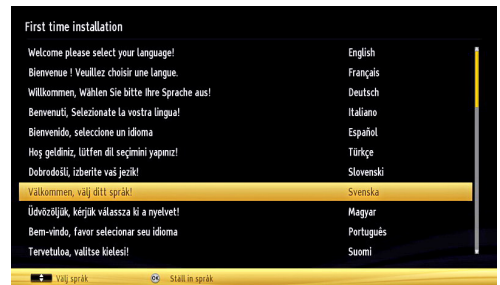 First time installation
Welcome please select your language! English
Bienvenue ! Veuillez choisir une langue. Français
Willkommen, Wählen Sie bitte Ihre Sprache aus! Deutsch
Benvenuti, Selezionate la vostra lingua! Italiano
Bienvenido, seleccione un idioma Español
Hoş geldiniz, lütfen dil seçimini yapınız! Türkçe
Dobrodošli, izberite vaš jezik! Slovenski
Välkommen, välj ditt språk! Svenska
Üdvözöljük, kérjük válassza ki a nyelvet! Magyar
Bem-vindo, favor selecionar seu idioma Português
Tervetuloa, valitse kielesi! Suomi
Välj språk OK Ställ in språk